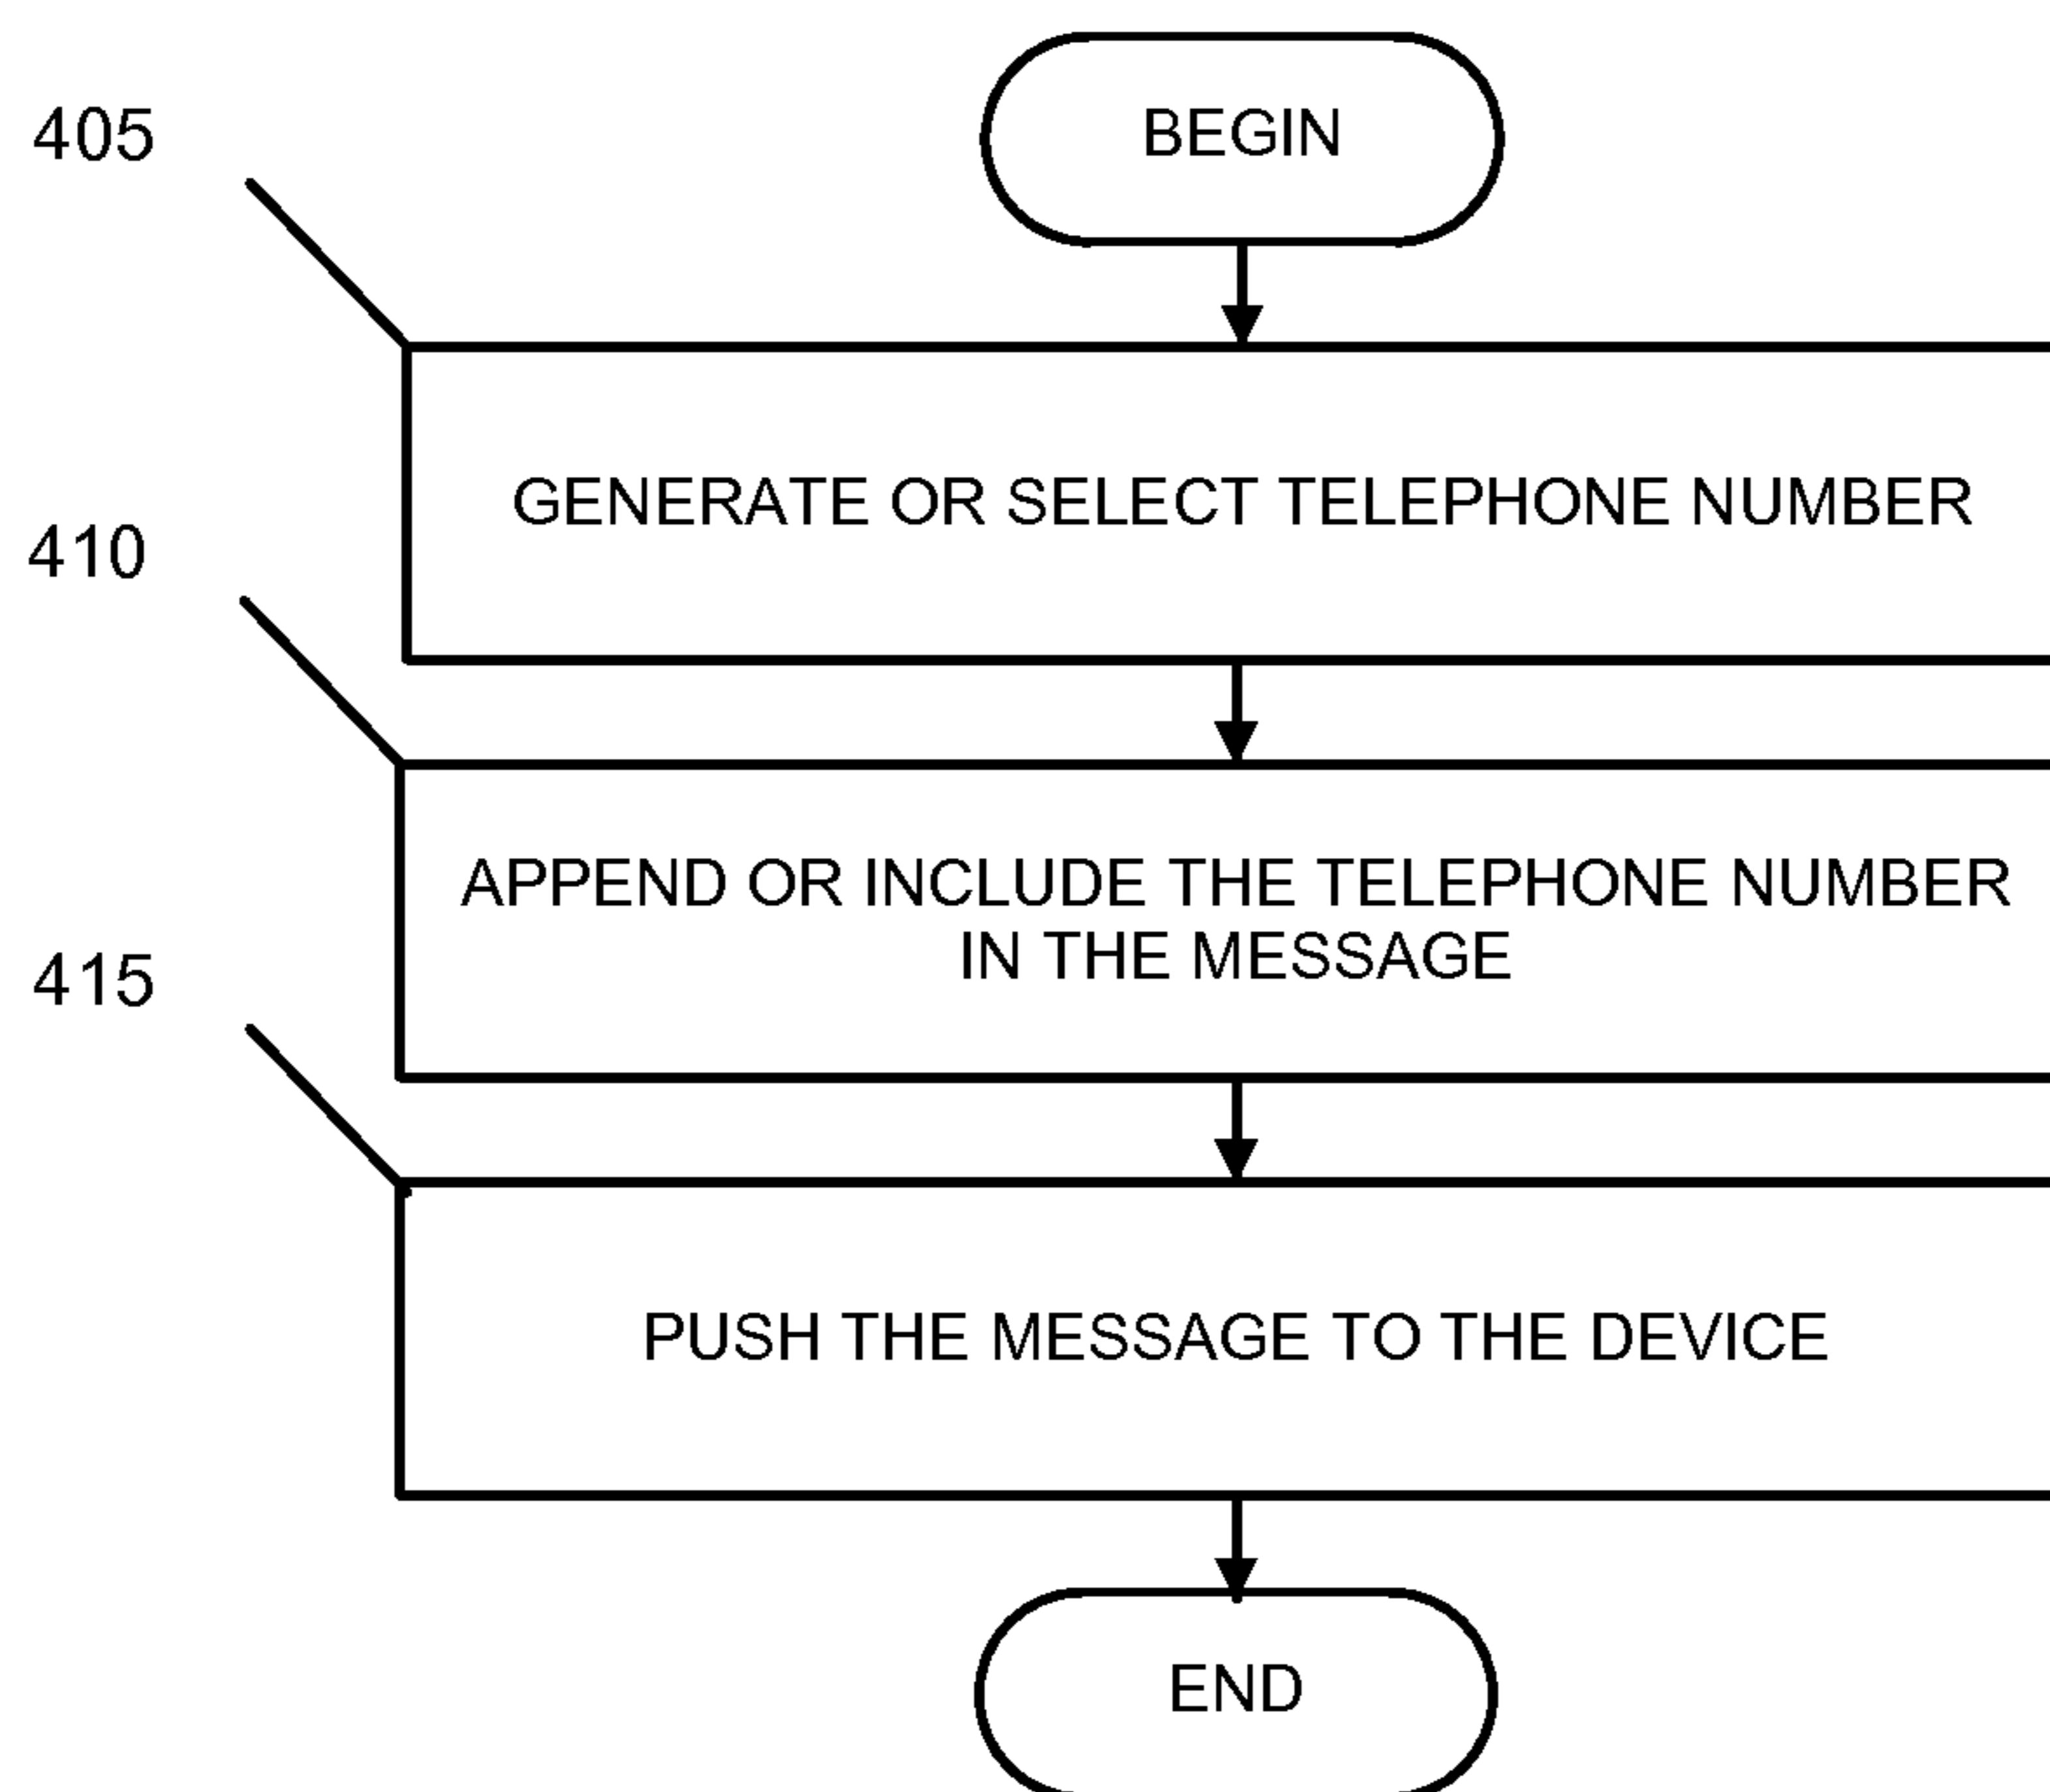 BEGIN
405
GENERATE OR SELECT TELEPHONE NUMBER
410
APPEND OR INCLUDE THE TELEPHONE NUMBER
IN THE MESSAGE
415
PUSH THE MESSAGE TO THE DEVICE
END